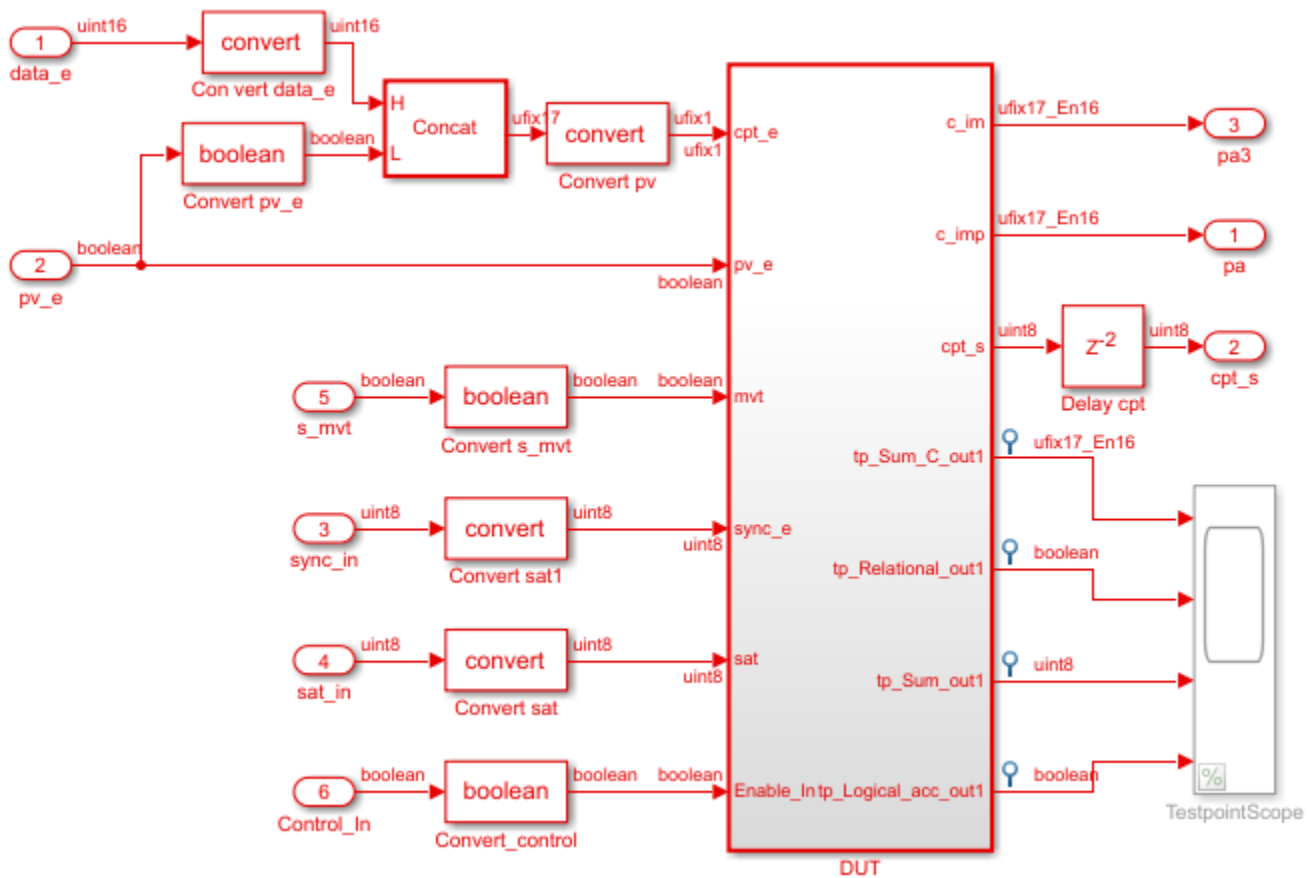 1
uint16
convert
uint16
data_e
Con vert data_e
H
Concat
L
ufix17
convert
ufix1
cpt_e
ufix1
Convert pv
boolean
boolean
Convert pv_e
2
boolean
pv_e
pv_e
boolean
5
boolean
boolean
boolean
boolean
mvt
s_mvt
Convert s_mvt
3
uint8
convert
uint8
sync_e
uint8
sync_in
Convert sat1
4
uint8
convert
uint8
sat
uint8
sat_in
Convert sat
6
boolean
boolean
boolean
boolean
Enable_In
Control_In
Convert_control
DUT
c_im
ufix17_En16
3
pa3
c_imp
ufix17_En16
1
pa
cpt_s
uint8
z-2
uint8
2
cpt_s
Delay cpt
tp_Sum_C_out1
ufix17_En16
tp_Relational_out1
boolean
tp_Sum_out1
uint8
tp_Logical_acc_out1
boolean
%
TestpointScope